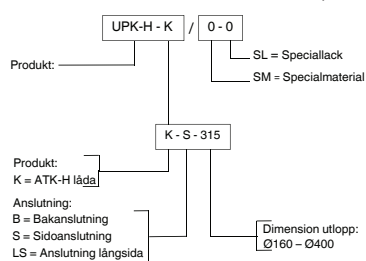 UPK-H - K / 0 - 0
SL = Speciallack
Produkt:
SM = Specialmaterial
K - S - 315
Produkt:
K = ATK-H låda
Anslutning:
B = Bakanslutning
S = Sidoanslutning
LS = Anslutning långsida
Dimension utlopp:
Ø160 – Ø400